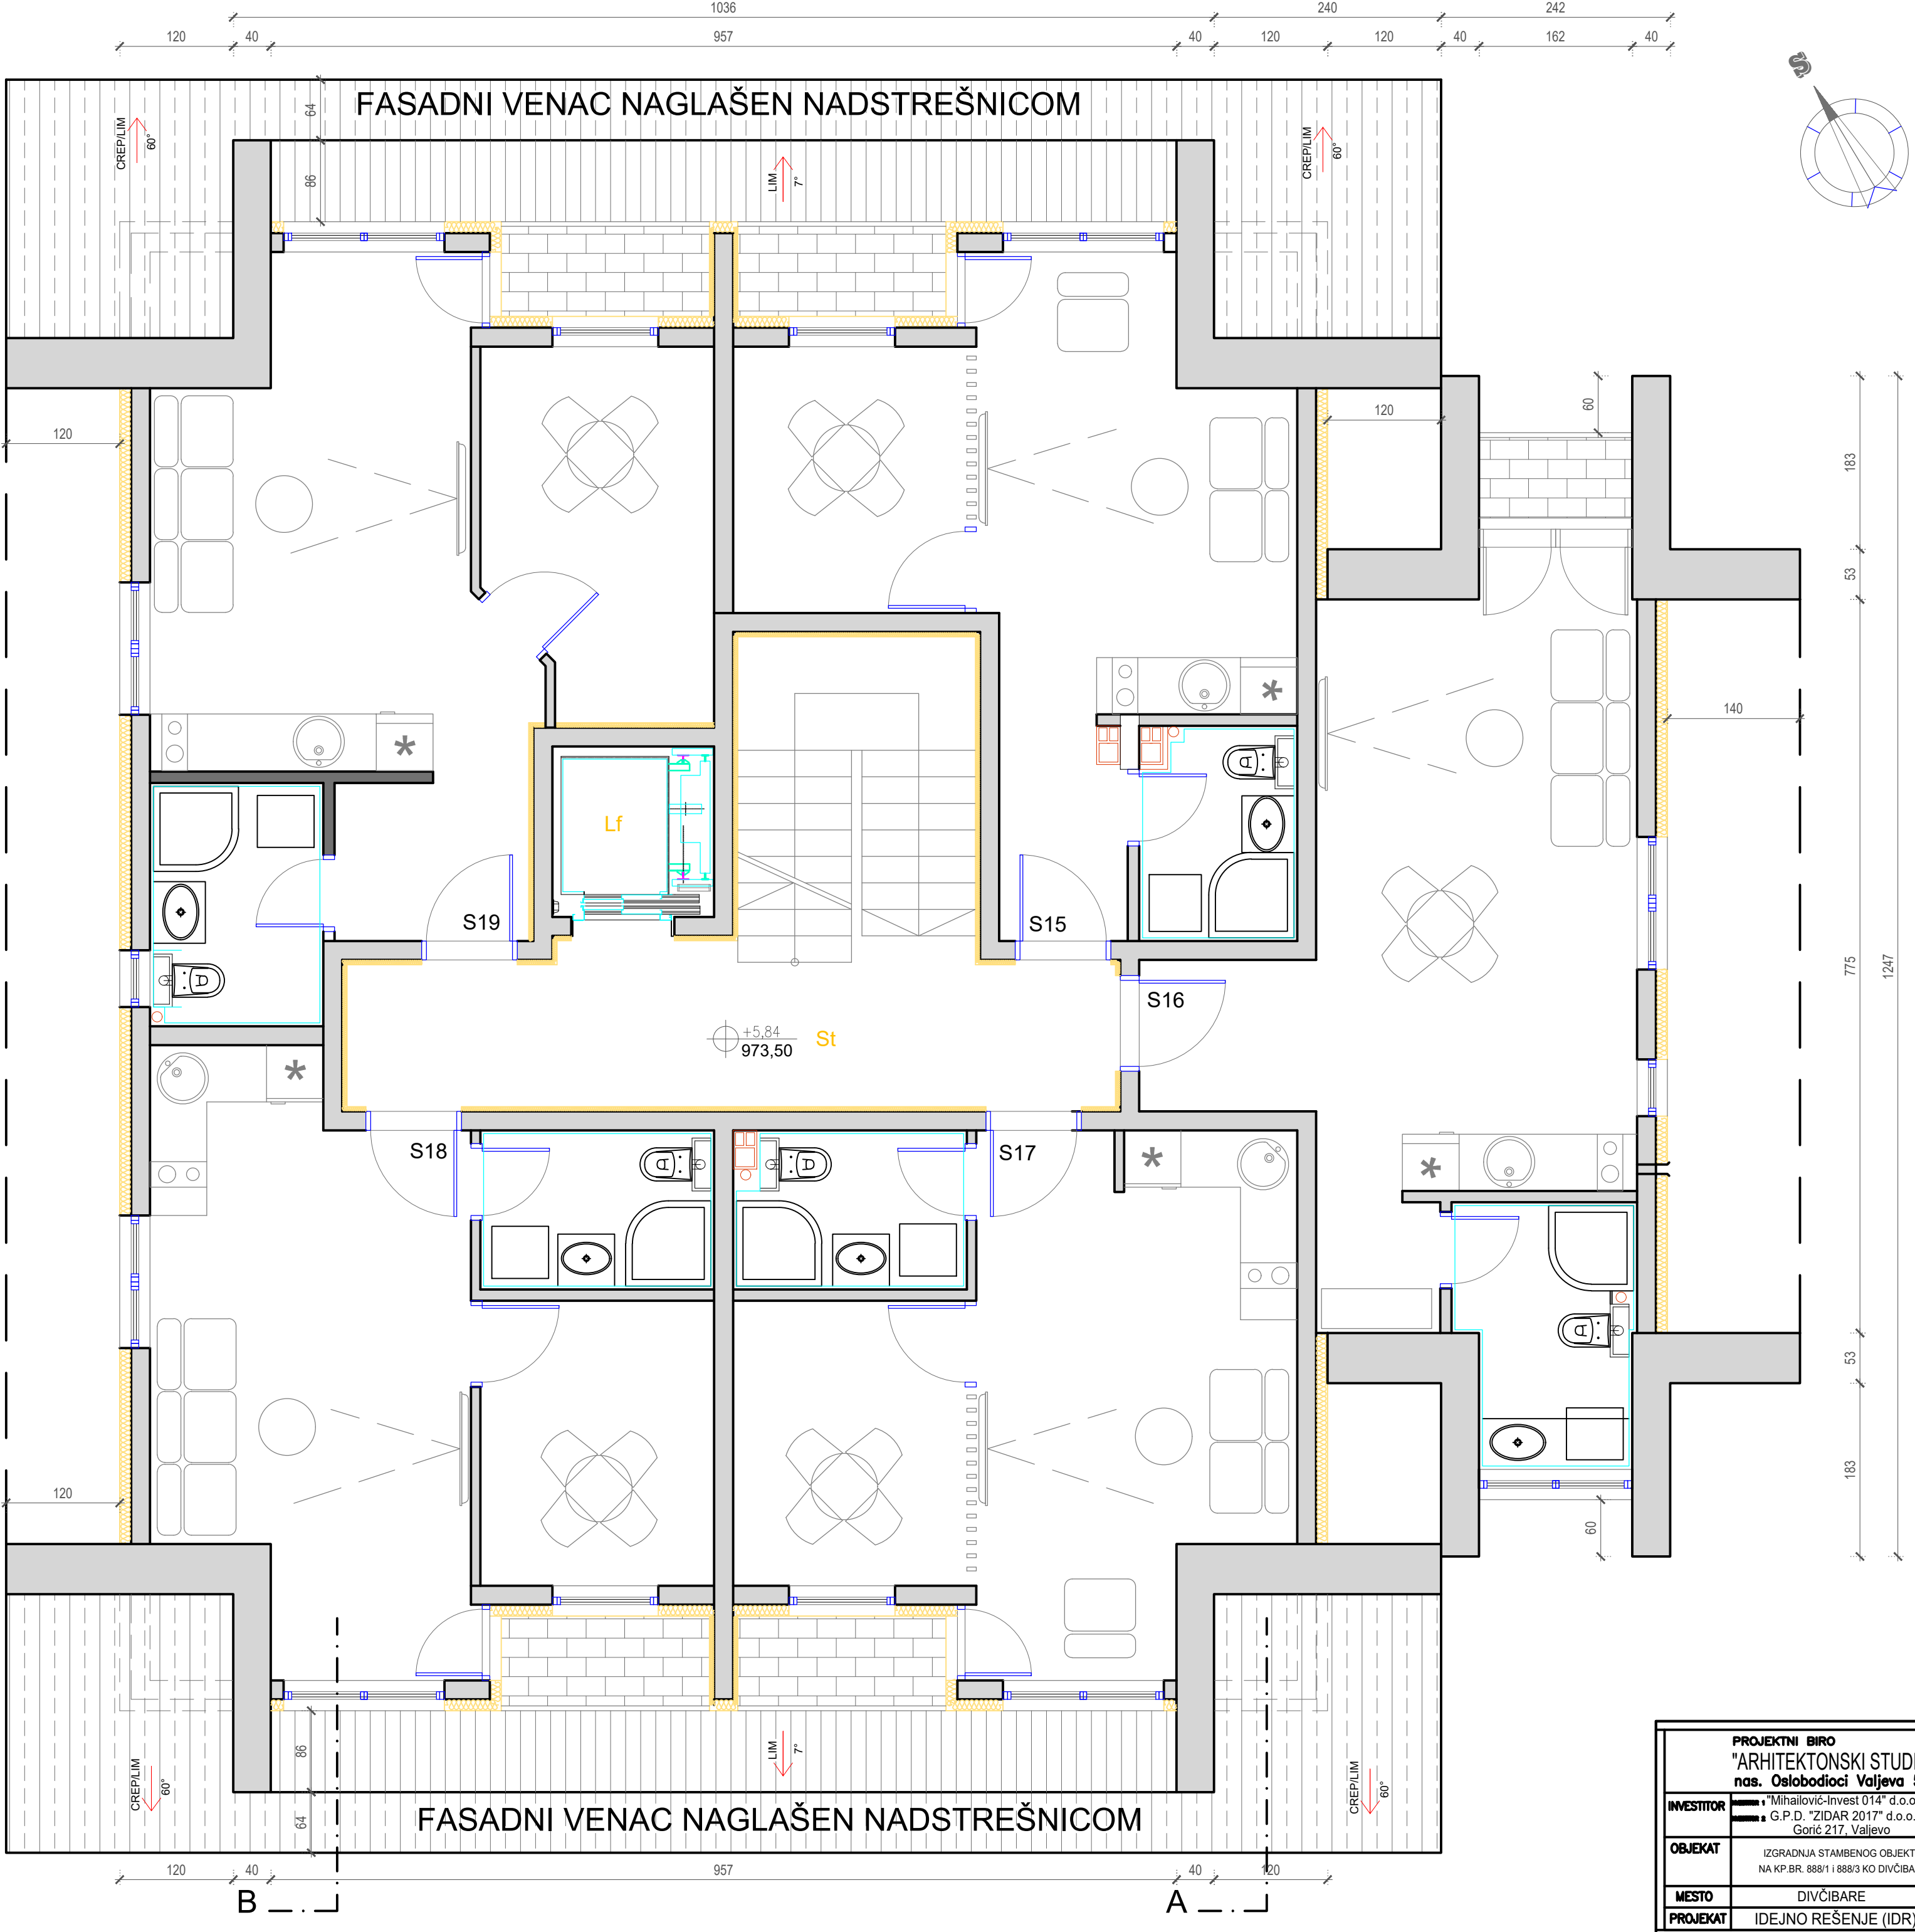 1036
240
242
120
40
957
40
120
120
40
162
40
S
FASADNI VENAC NAGLAŠEN NADSTREŠNICOM
64
86
CREP/LIM
60°
LIM
7°
CREP/LIM
60°
120
120
60
183
53
140
Lf
S19
S15
S16
+5,84
973,50
St
775
1247
S18
S17
120
53
183
60
86
64
CREP/LIM
60°
LIM
7°
CREP/LIM
60°
FASADNI VENAC NAGLAŠEN NADSTREŠNICOM
120
40
957
40
120
B
A
PROJEKTNI BIRO
"ARHITEKTONSKI STUDI
nas. Oslobodioci Valjeva
INVESTITOR
1 "Mihailović-Invest 014" d.o.o
2 G.P.D. "ZIDAR 2017" d.o.o.
Gorić 217, Valjevo
OBJEKAT
IZGRADNJA STAMBENOG OBJEKT
NA KP.BR. 888/1 i 888/3 KO DIVČIBA
MESTO
DIVČIBARE
PROJEKAT
IDEJNO REŠENJE (IDR)